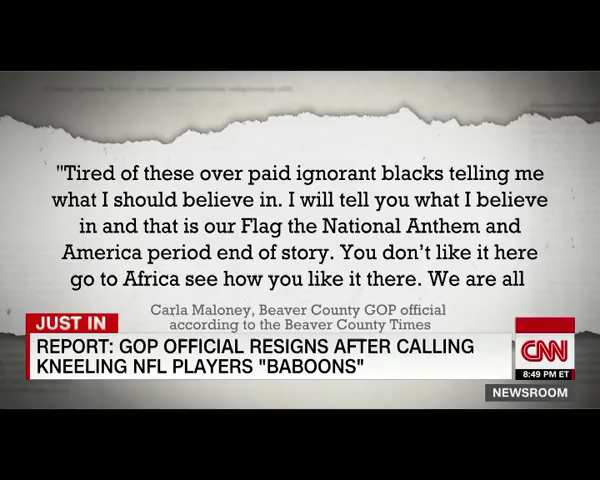 "Tired of these over paid ignorant blacks telling me
what I should believe in. I will tell you what I believe
in and that is our Flag the National Anthem and
America period end of story. You don't like it here
go to Africa see how you like it there. We are all
Carla Maloney, Beaver County GOP official
according to the Beaver County Times
JUST IN
REPORT: GOP OFFICIAL RESIGNS AFTER CALLING
KNEELING NFL PLAYERS "BABOONS"
CNN
8:49 PM ET
NEWSROOM